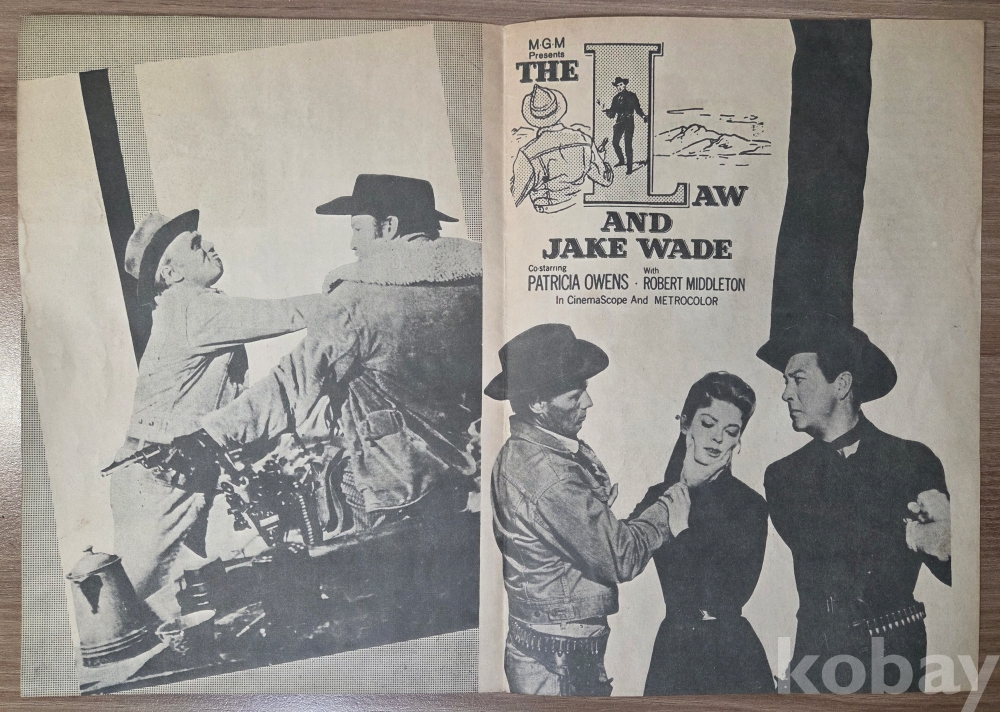 M·G·M
Presents
THE LAW
AND
JAKE WADE
Co-starring With
PATRICIA OWENS · ROBERT MIDDLETON
In CinemaScope And METROCOLOR
kobay